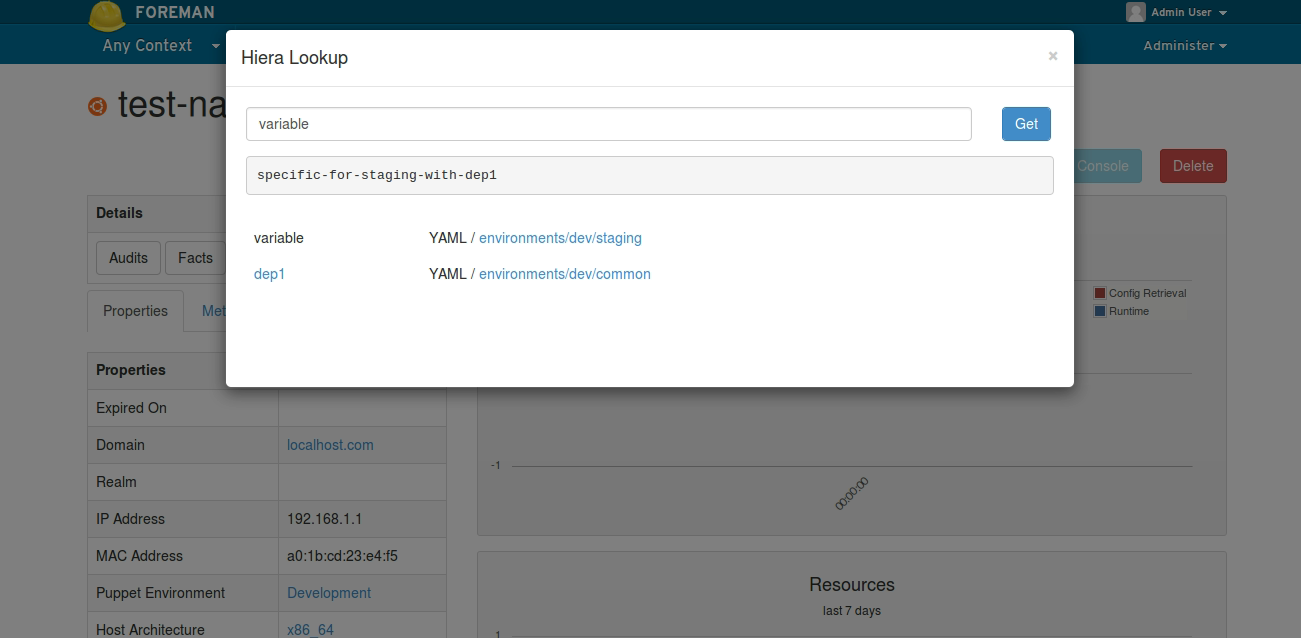 FOREMAN
Admin User
Any Context
Administer
Hiera Lookup
×
test-na
variable
Get
specific-for-staging-with-dep1
Console
Delete
Details
variable YAML / environments/dev/staging
Audits Facts
dep1 YAML / environments/dev/common
Config Retrieval
Runtime
Properties Met
Properties
Expired On
Domain localhost.com
-1
Realm
00:00:00
IP Address 192.168.1.1
MAC Address a0:1b:cd:23:e4:f5
Puppet Environment Development
Resources
last 7 days
Host Architecture x86_64
1